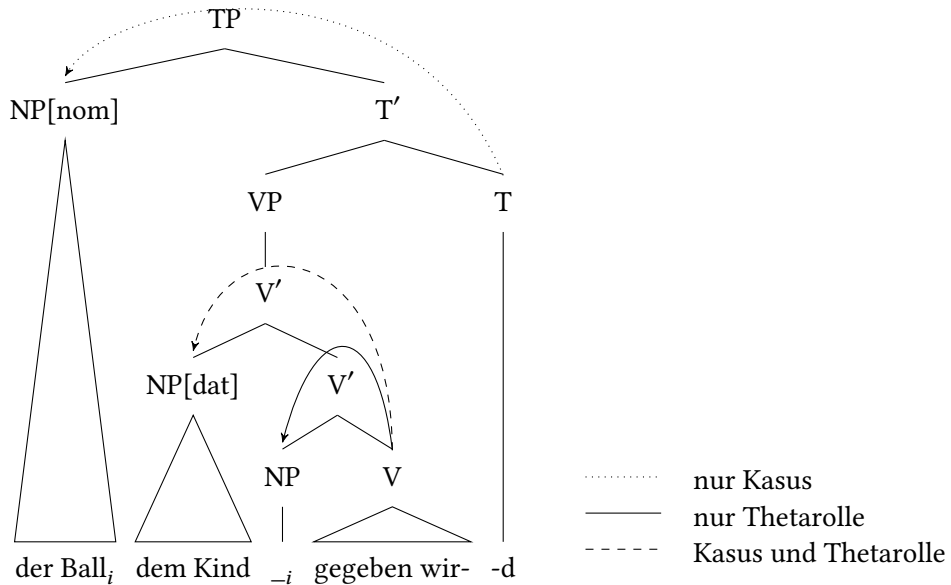 TP
NP[nom] T′
VP T
V′
NP[dat] V′
NP V
der Ball_i dem Kind _i gegeben wir- -d
nur Kasus
nur Thetarolle
Kasus und Thetarolle